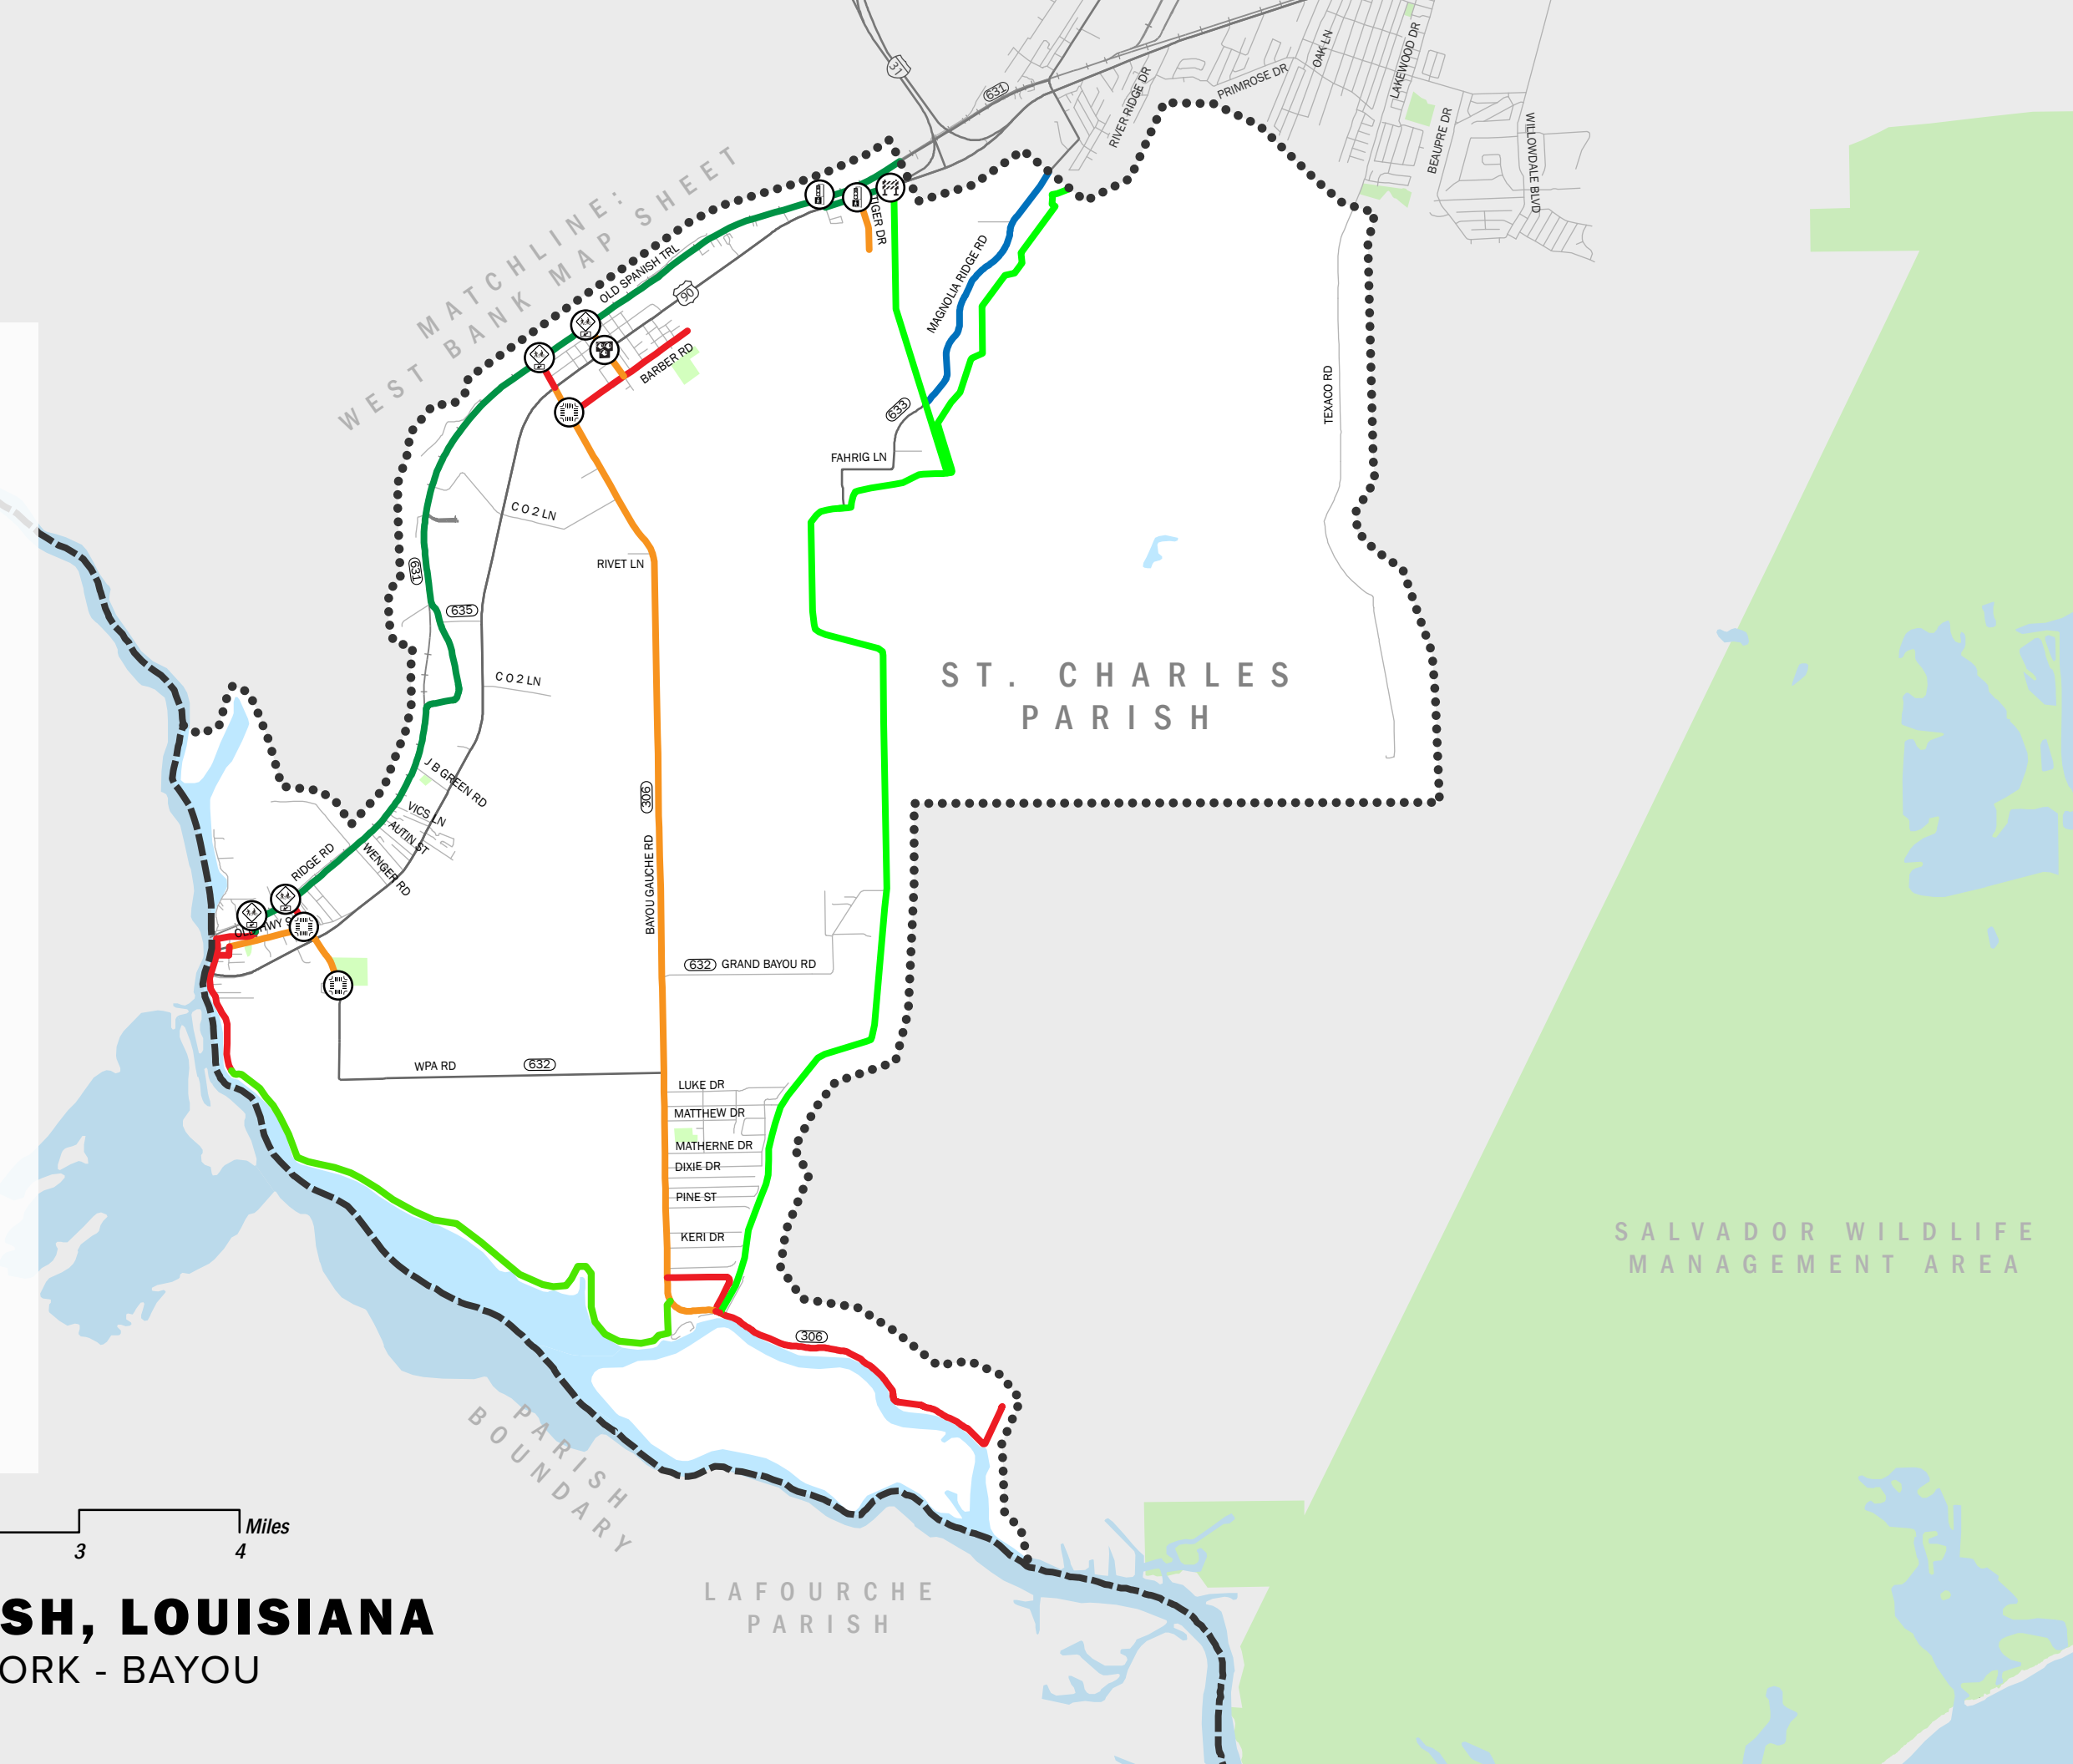 31
631
RIVER RIDGE DR
PRIMROSE DR
OAK LN
LAKEWOOD DR
BEAUPRE DR
WILLOWDALE BLVD
MATCHLINE:
WEST BANK MAP SHEET
TIGER DR
OLD SPANISH TRL
90
MAGNOLIA RIDGE RD
BARBER RD
TEXACO RD
633
FAHRIG LN
C O 2 LN
RIVET LN
631
635
C O 2 LN
ST. CHARLES
PARISH
J B GREEN RD
VICS LN
AUTIN ST
WENGER RD
RIDGE RD
306
BAYOU GAUCHE RD
632
GRAND BAYOU RD
WPA RD
632
LUKE DR
MATTHEW DR
MATHERNE DR
DIXIE DR
PINE ST
KERI DR
306
SALVADOR WILDLIFE
MANAGEMENT AREA
PARISH
BOUNDARY
LAFOURCHE
PARISH
Miles
3 4
SH, LOUISIANA
ORK - BAYOU